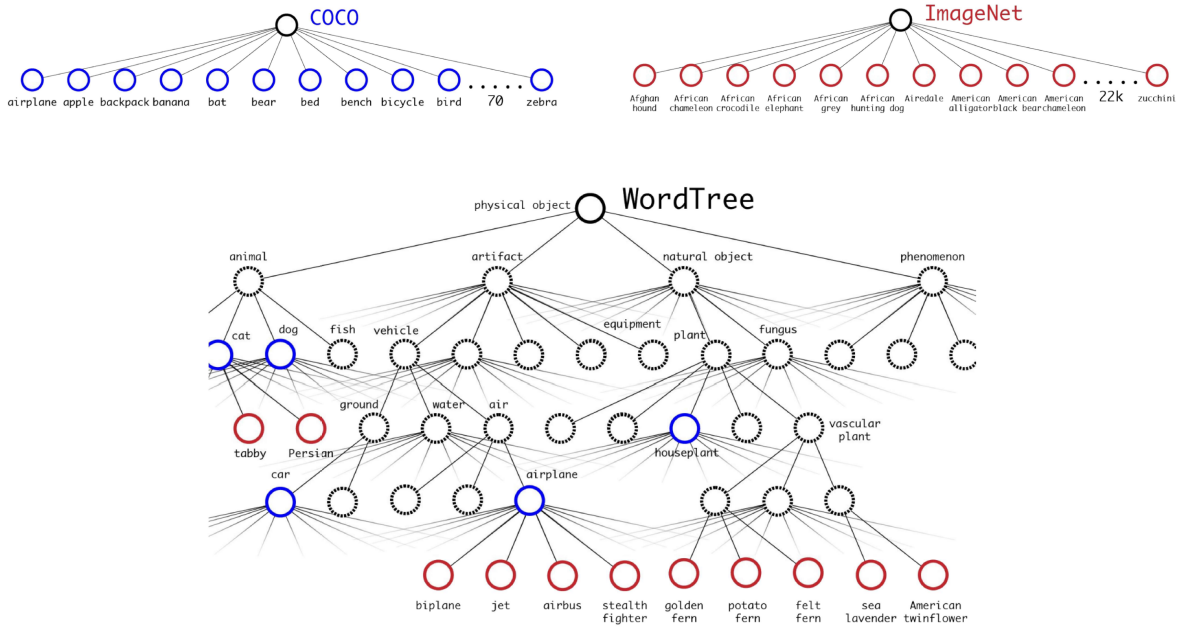 COCO
airplane apple backpack banana bat bear bed bench bicycle bird 70 zebra
ImageNet
Afghan hound
African chameleon
African crocodile
African elephant
African grey
African hunting dog
Airedale
American alligator
American black bear
American chameleon
22k
zucchini
WordTree
physical object
animal artifact natural object phenomenon
cat dog fish vehicle equipment plant fungus
ground water air vascular
plant
tabby Persian houseplant
car airplane
biplane jet airbus stealth
fighter
golden
fern
potato
fern
felt
fern
sea
lavender
American
twinflower